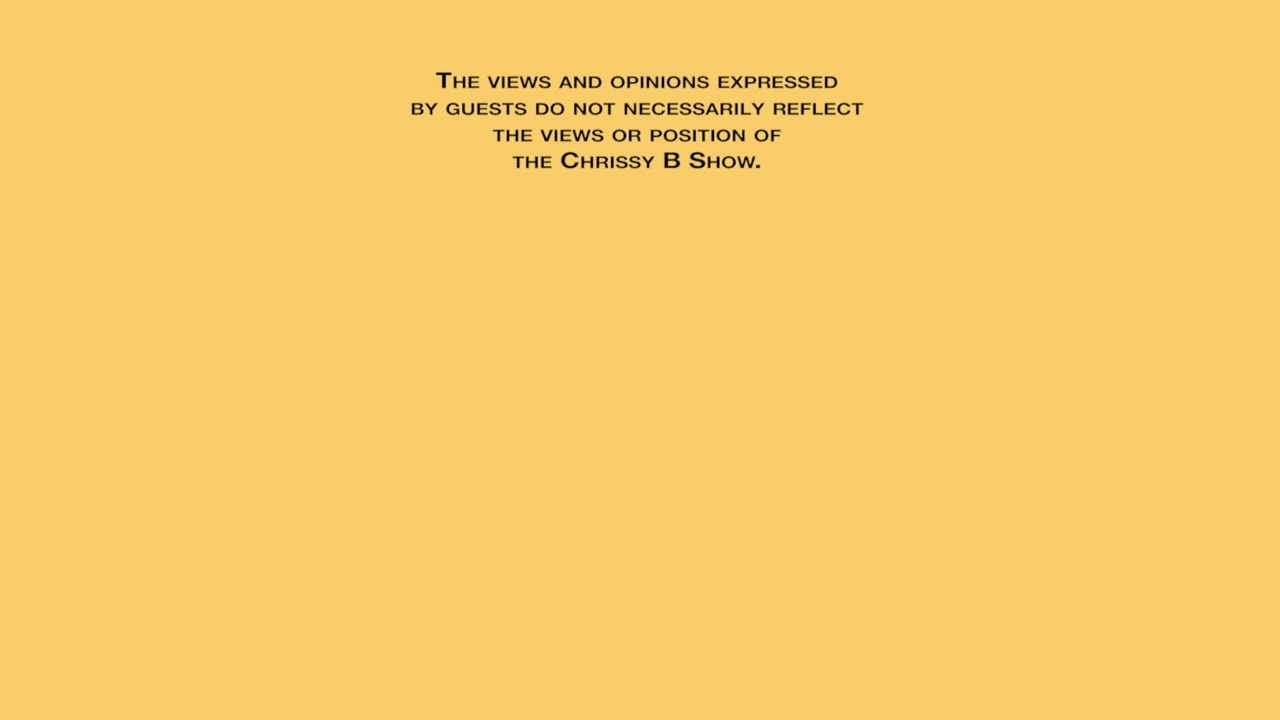 The views and opinions expressed
by guests do not necessarily reflect
the views or position of
the Chrissy B Show.